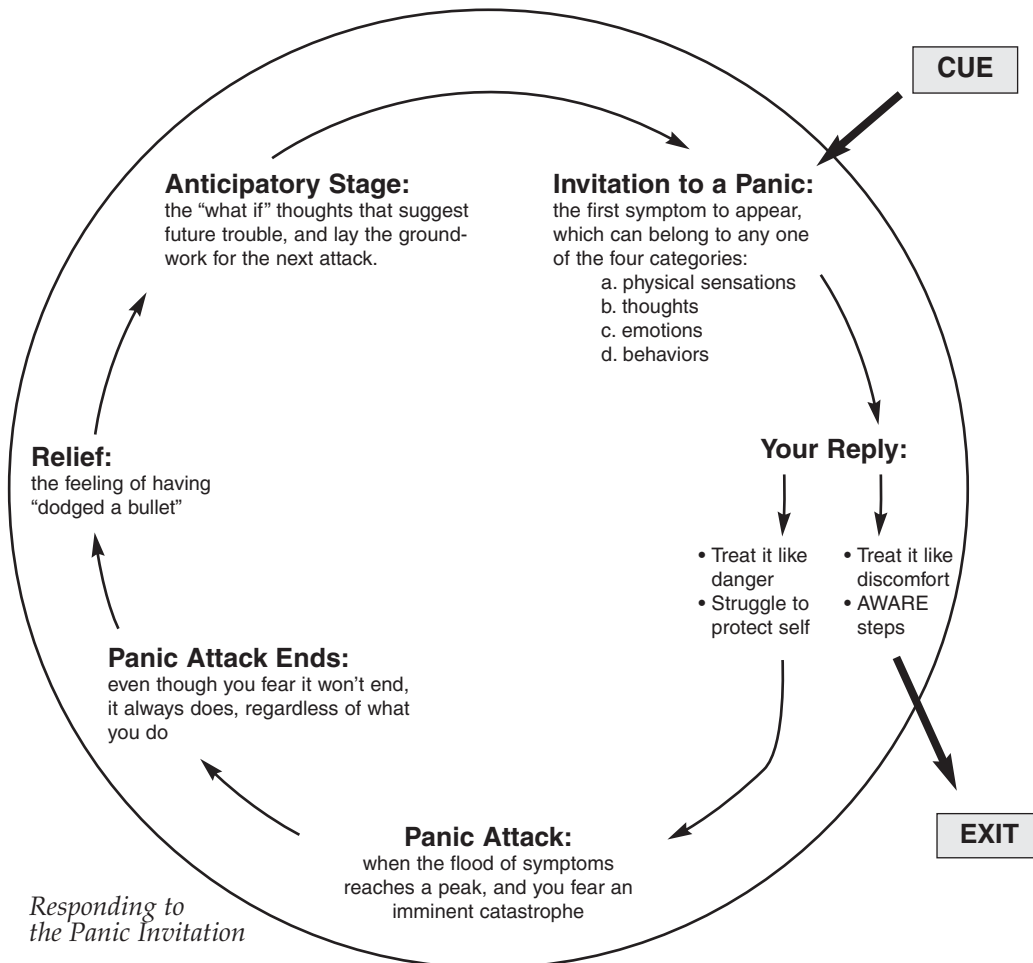 CUE
Anticipatory Stage:
the “what if” thoughts that suggest
future trouble, and lay the ground-
work for the next attack.
Invitation to a Panic:
the first symptom to appear,
which can belong to any one
of the four categories:
a. physical sensations
b. thoughts
c. emotions
d. behaviors
Your Reply:
• Treat it like
danger
• Struggle to
protect self
• Treat it like
discomfort
• AWARE
steps
EXIT
Panic Attack:
when the flood of symptoms
reaches a peak, and you fear an
imminent catastrophe
Panic Attack Ends:
even though you fear it won’t end,
it always does, regardless of what
you do
Relief:
the feeling of having
“dodged a bullet”
Responding to
the Panic Invitation